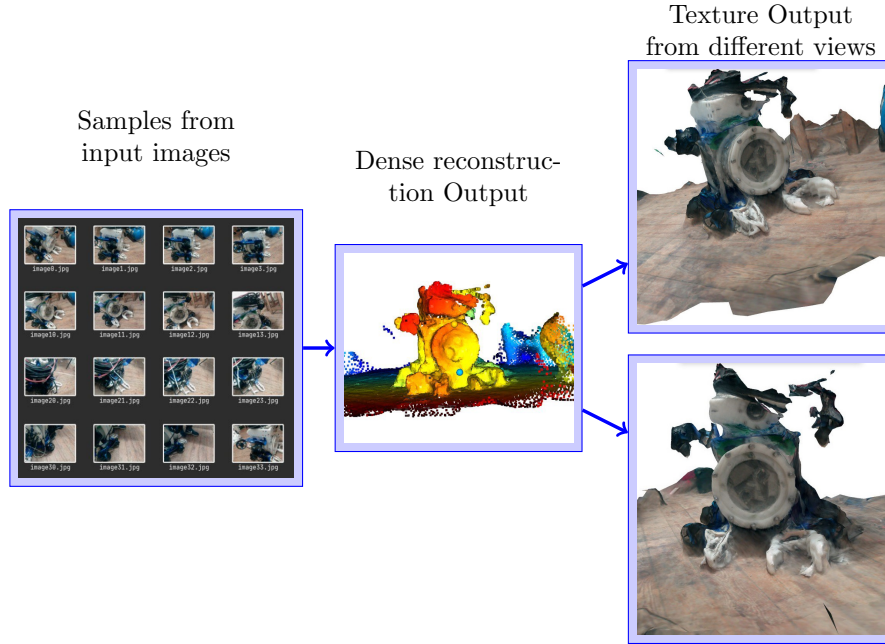 Texture Output
from different views
Samples from
input images
Dense reconstruc-
tion Output
image0.jpg image1.jpg image2.jpg image3.jpg
image10.jpg image11.jpg image12.jpg image13.jpg
image20.jpg image21.jpg image22.jpg image23.jpg
image30.jpg image31.jpg image32.jpg image33.jpg